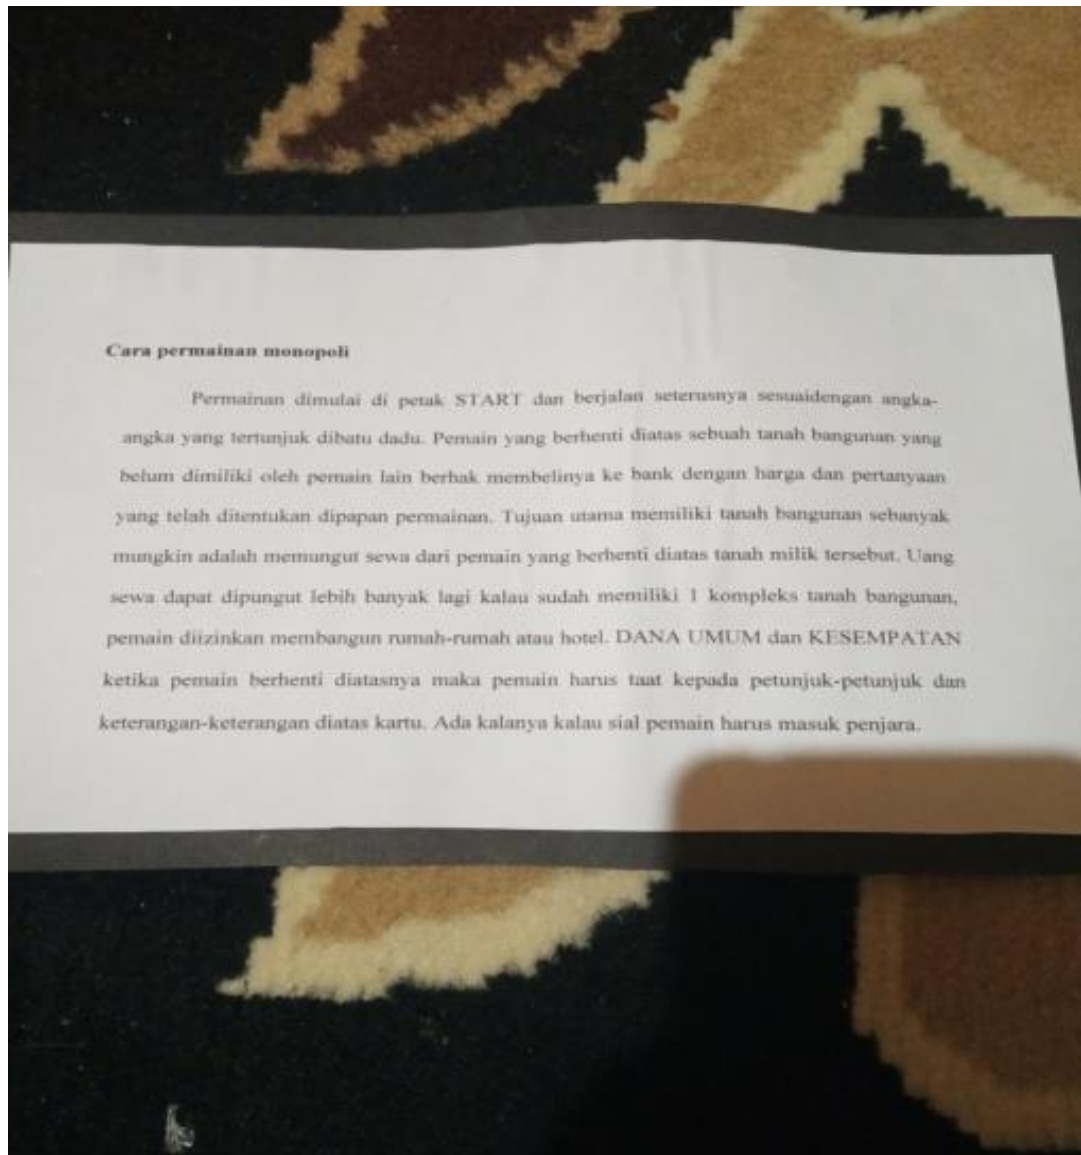 Cara permainan monopoli
Permainan dimulai di petak START dan berjalan seterusnya sesuaidengan angka-
angka yang tertunjuk dibatu dadu. Pemain yang berhenti diatas sebuah tanah bangunan yang
belum dimiliki oleh pemain lain berhak membelinya ke bank dengan harga dan pertanyaan
yang telah ditentukan dipapan permainan. Tujuan utama memiliki tanah bangunan sebanyak
mungkin adalah memungut sewa dari pemain yang berhenti diatas tanah milik tersebut. Uang
sewa dapat dipungut lebih banyak lagi kalau sudah memiliki 1 kompleks tanah bangunan,
pemain diizinkan membangun rumah-rumah atau hotel. DANA UMUM dan KESEMPATAN
ketika pemain berhenti diatasnya maka pemain harus taat kepada petunjuk-petunjuk dan
keterangan-keterangan diatas kartu. Ada kalanya kalau sial pemain harus masuk penjara.